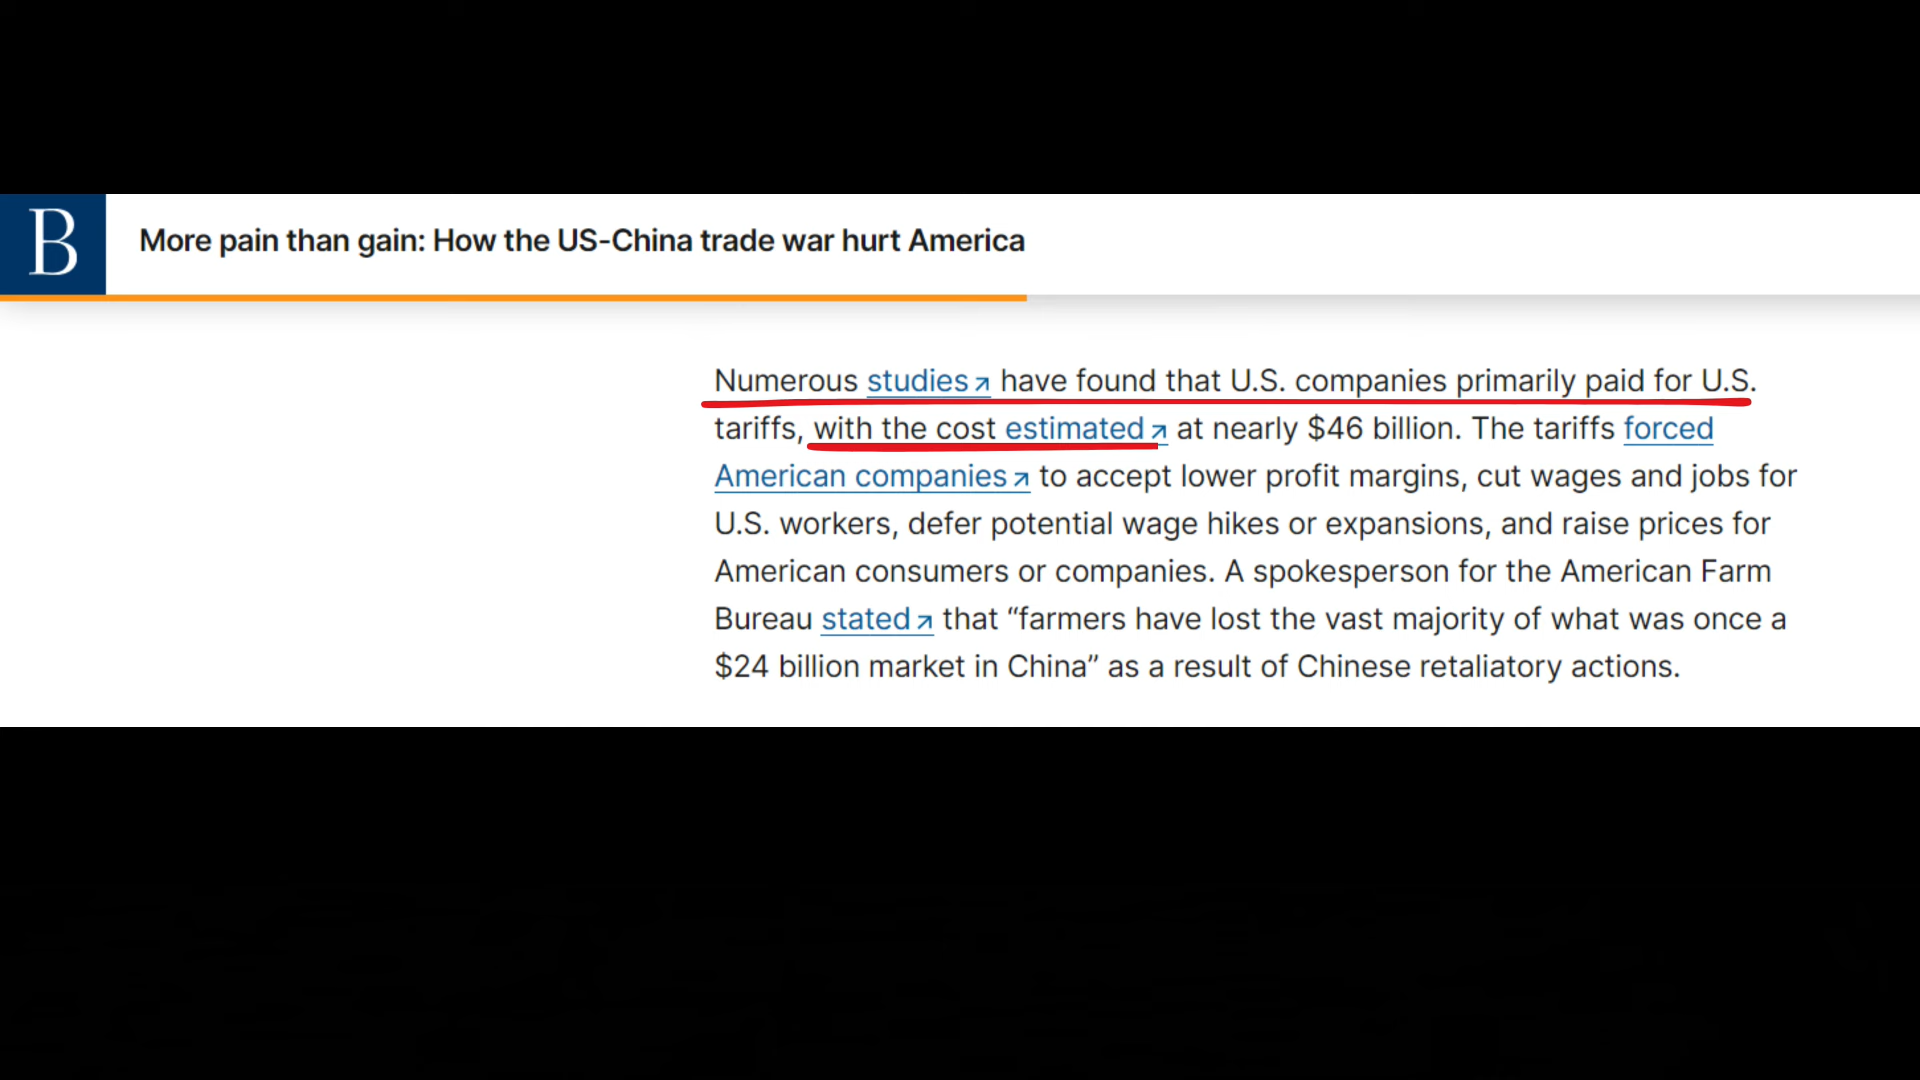 B
More pain than gain: How the US-China trade war hurt America
Numerous studies↗ have found that U.S. companies primarily paid for U.S.
tariffs, with the cost estimated↗ at nearly $46 billion. The tariffs forced
American companies↗ to accept lower profit margins, cut wages and jobs for
U.S. workers, defer potential wage hikes or expansions, and raise prices for
American consumers or companies. A spokesperson for the American Farm
Bureau stated↗ that “farmers have lost the vast majority of what was once a
$24 billion market in China” as a result of Chinese retaliatory actions.